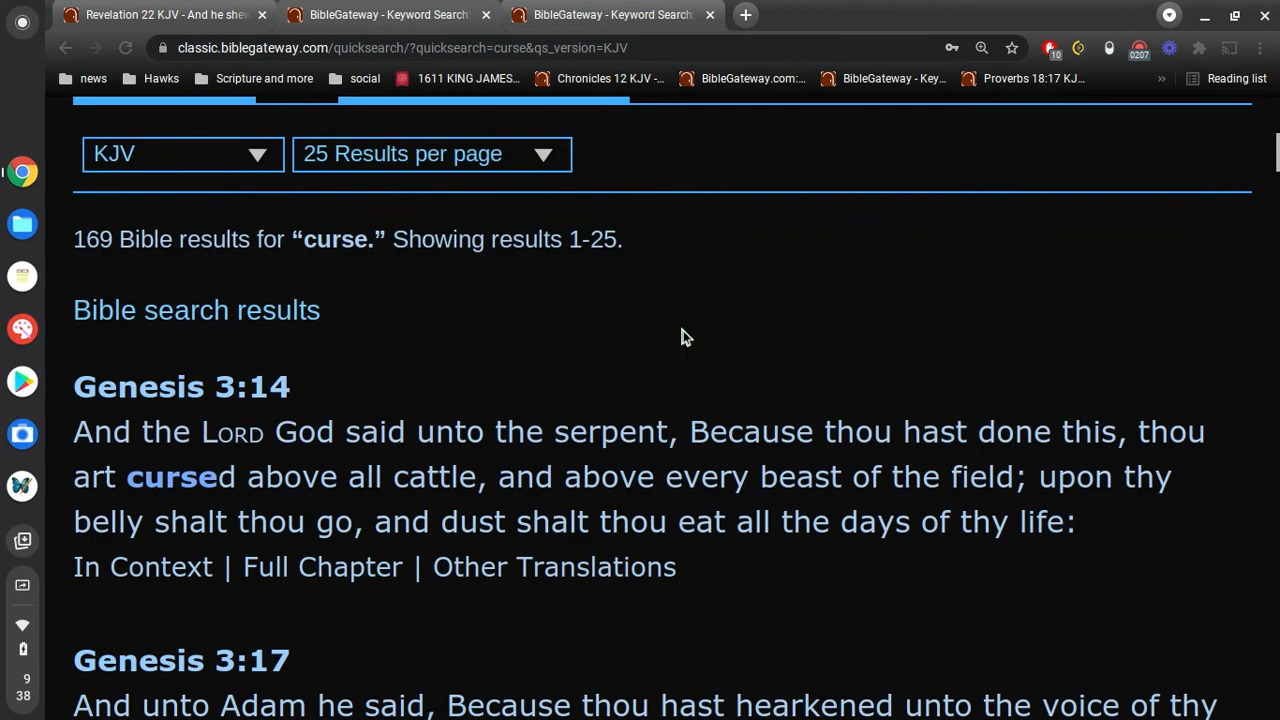 Revelation 22 KJV - And he shew
BibleGateway - Keyword Search:
BibleGateway - Keyword Search:
classic.biblegateway.com/quicksearch/?quicksearch=curse&qs_version=KJV
10
0207
news
Hawks
Scripture and more
social
1611 KING JAMES...
Chronicles 12 KJV -...
BibleGateway.com:...
BibleGateway - Key...
Proverbs 18:17 KJ...
»
Reading list
KJV
25 Results per page
169 Bible results for “curse.” Showing results 1-25.
Bible search results
Genesis 3:14
And the LORD God said unto the serpent, Because thou hast done this, thou
art cursed above all cattle, and above every beast of the field; upon thy
belly shalt thou go, and dust shalt thou eat all the days of thy life:
In Context | Full Chapter | Other Translations
Genesis 3:17
And unto Adam he said, Because thou hast hearkened unto the voice of thy
9
38